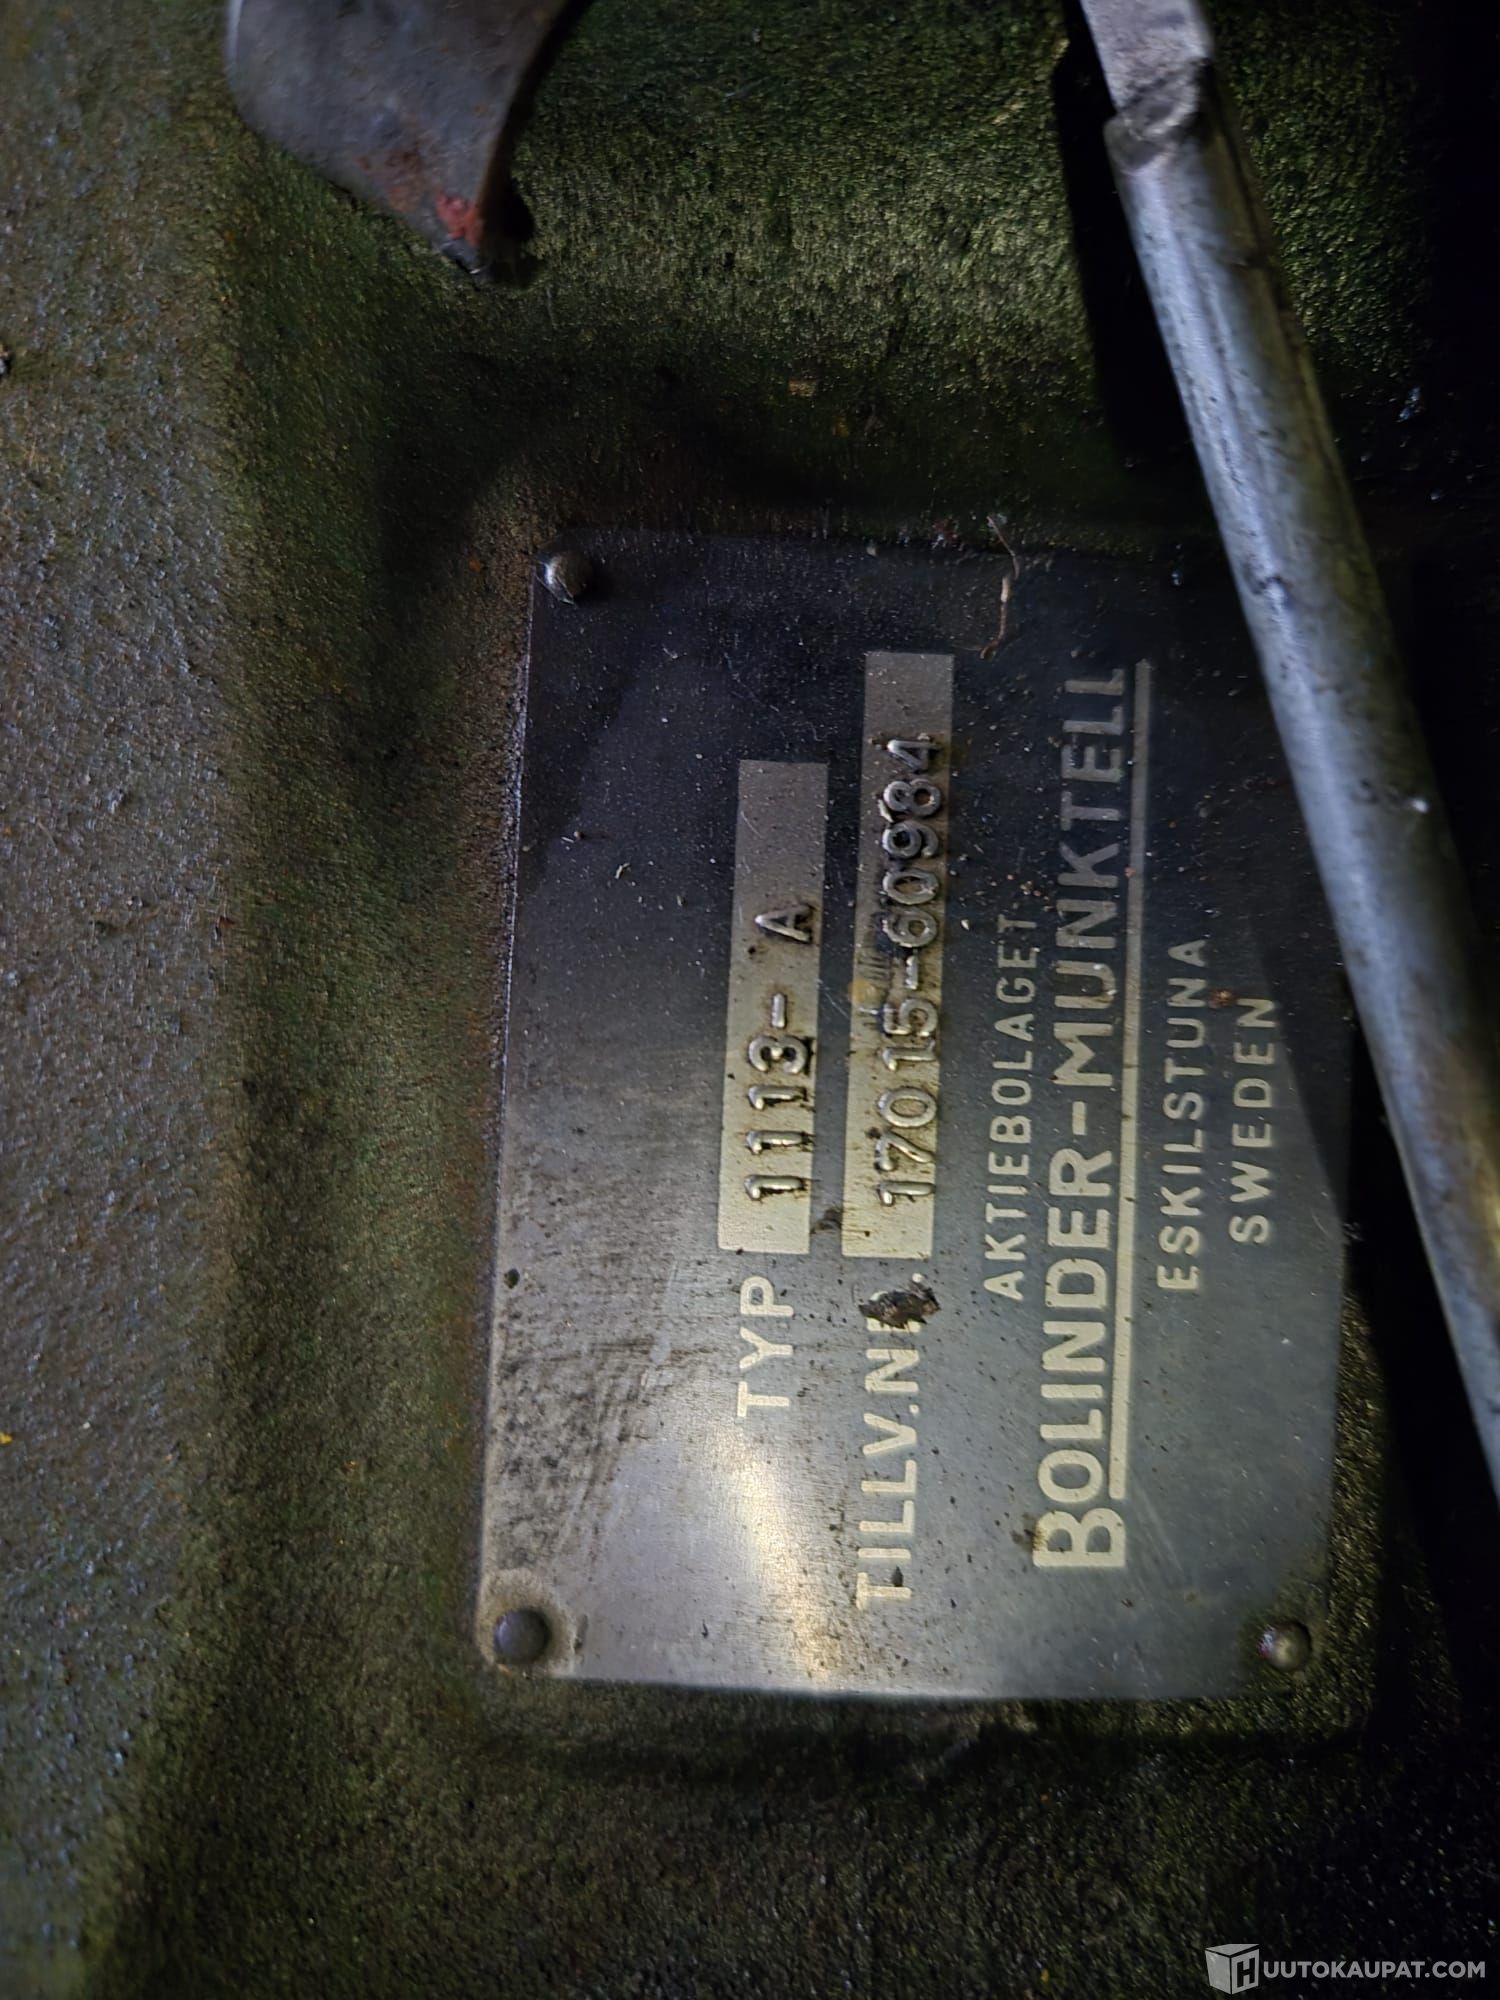 TYP 1113-A
TILLV.NR. 17015-60984
AKTIEBOLAGET
BOLINDER-MUNKTELL
ESKILSTUNA
SWEDEN
HUUTOKAUPAT.COM